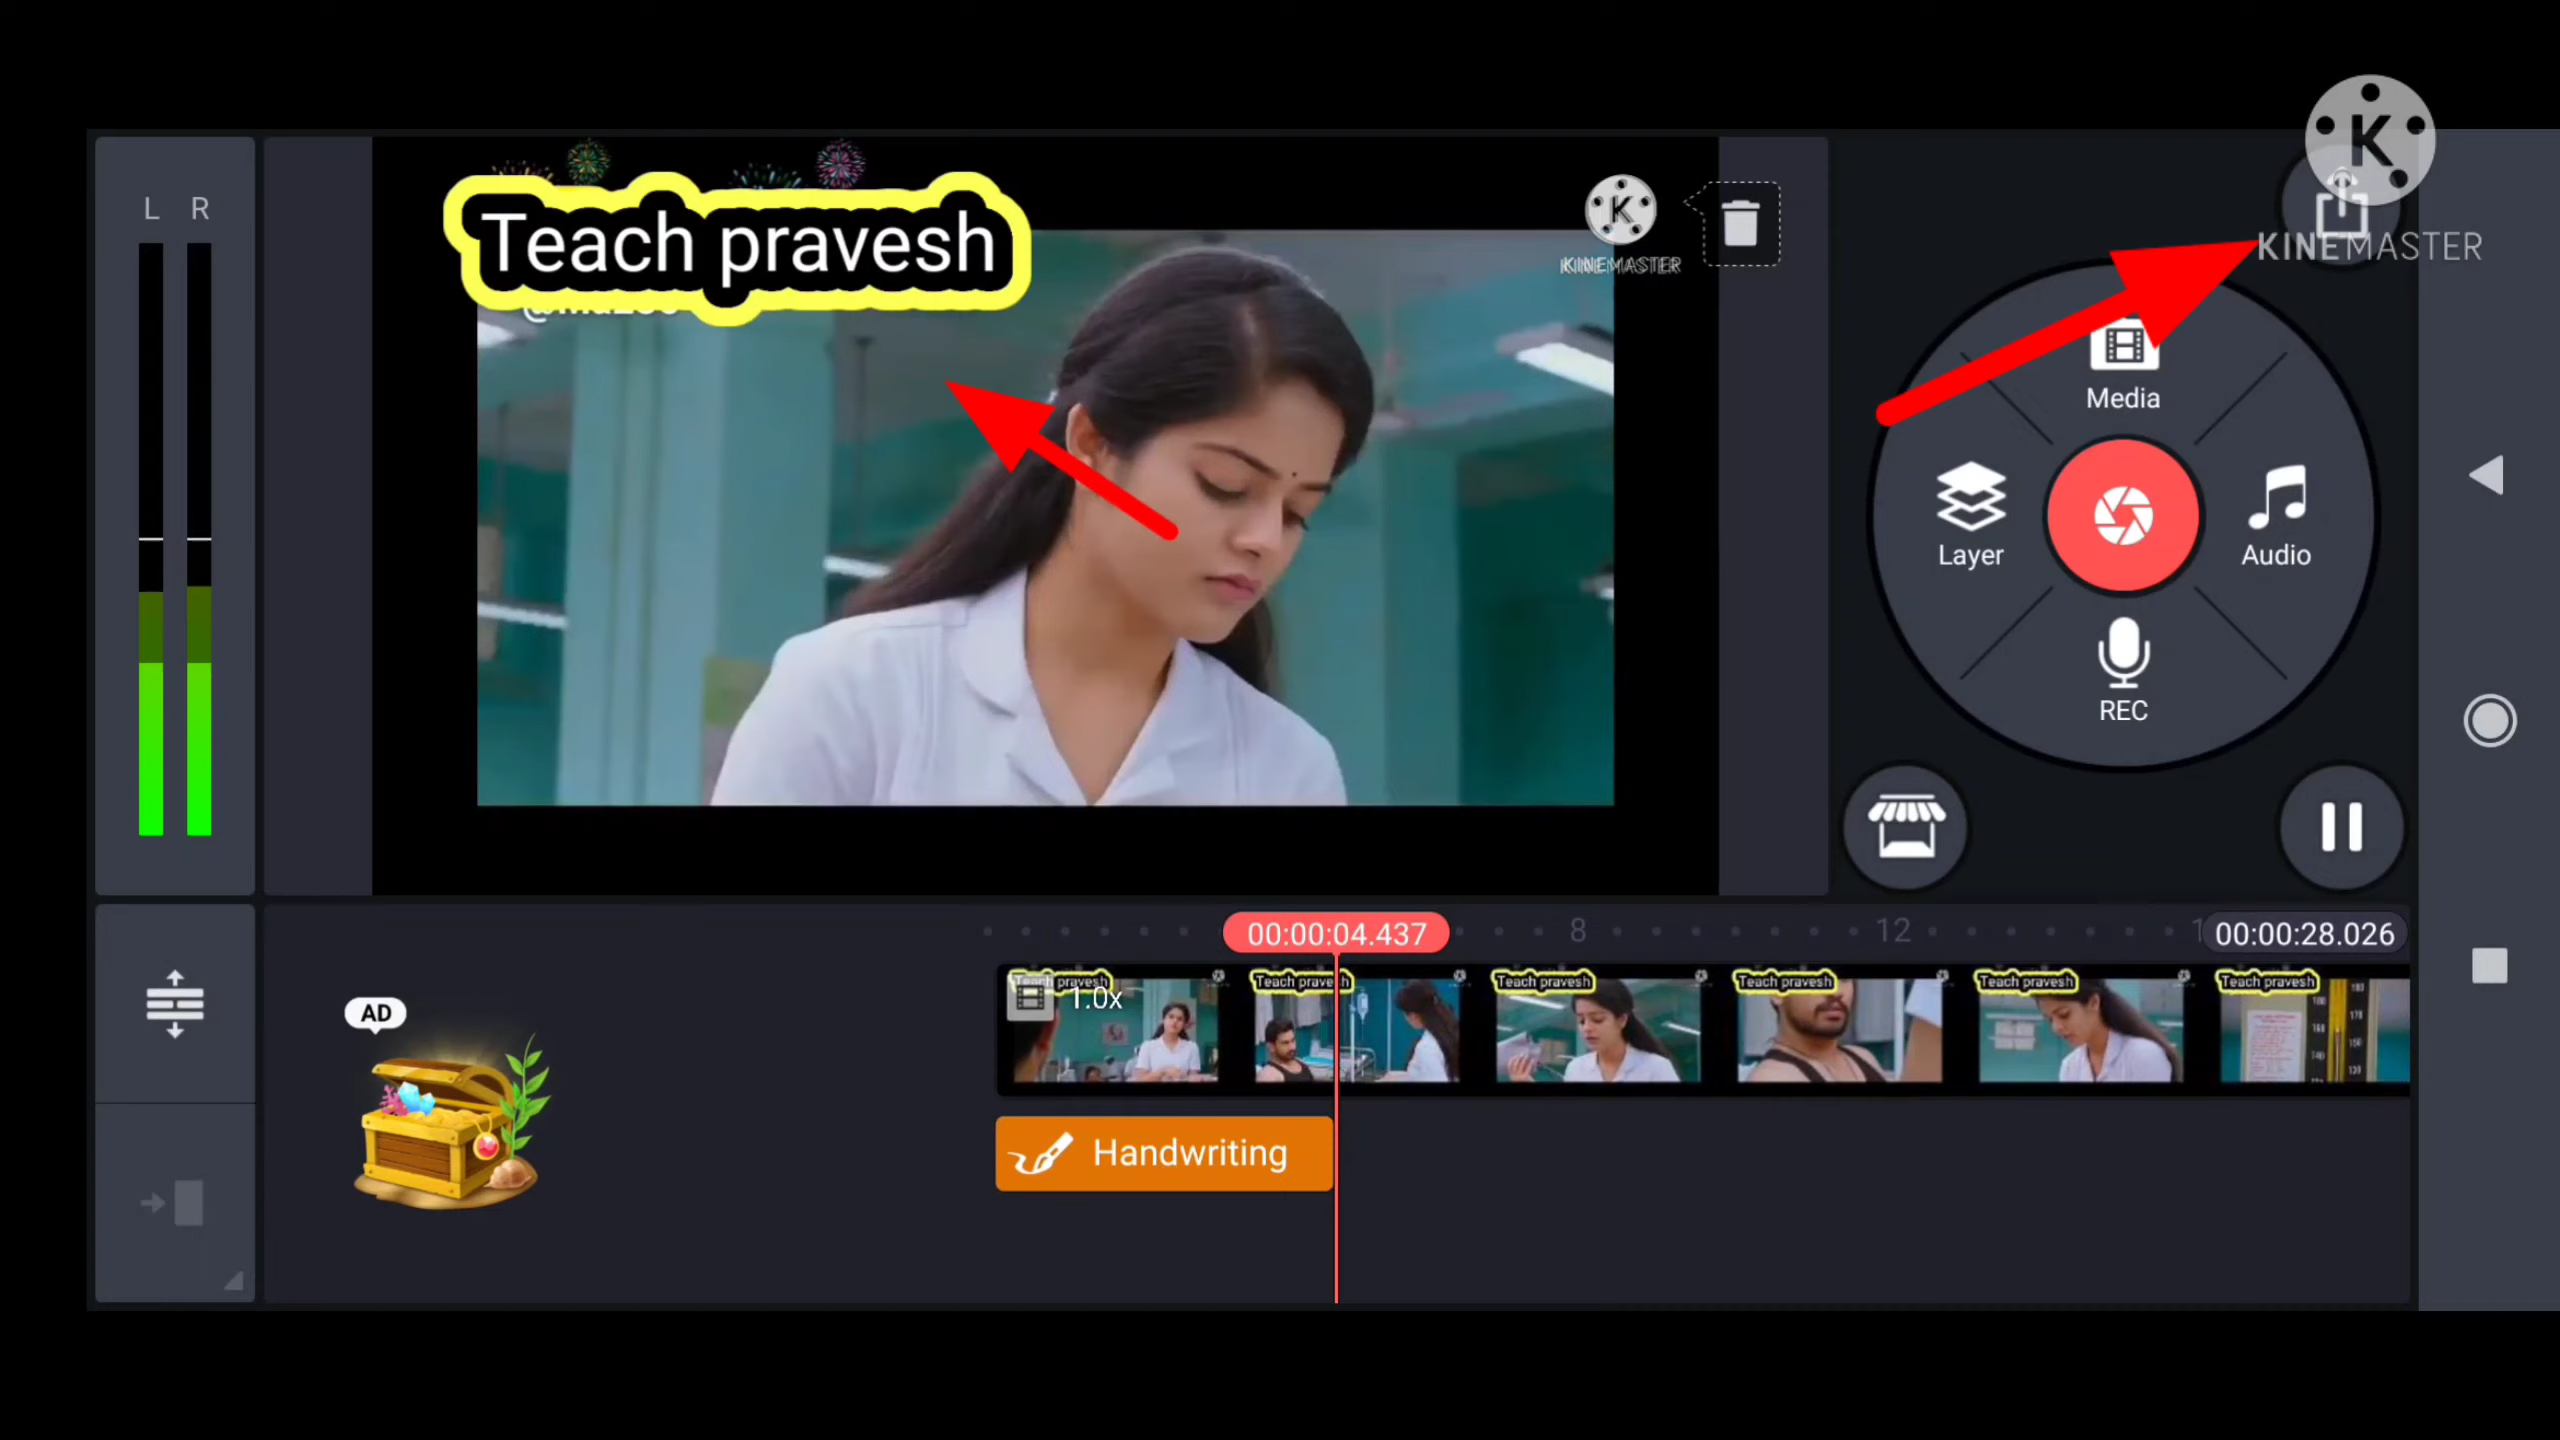 L R
Teach pravesh
KINEMASTER
KINEMASTER
Media
Layer
Audio
REC
00:00:04.437
8
12
00:00:28.026
Teach pravesh
1.0x
Teach pravesh
Teach pravesh
Teach pravesh
Teach pravesh
Teach pravesh
AD
Handwriting